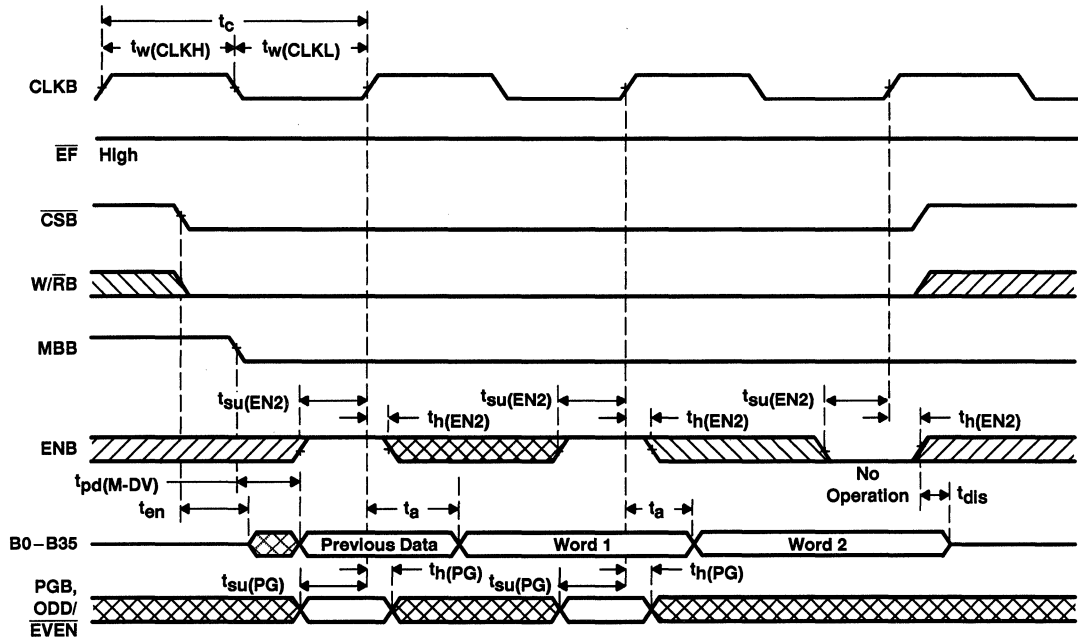 tc
tw(CLKH)
tw(CLKL)
CLKB
EF
High
CSB
W/RB
MBB
tsu(EN2)
tsu(EN2)
tsu(EN2)
th(EN2)
th(EN2)
th(EN2)
ENB
No
Operation
tpd(M-DV)
ten
ta
ta
tdis
B0–B35
Previous Data
Word 1
Word 2
tsu(PG)
th(PG)
tsu(PG)
th(PG)
PGB,
ODD/
EVEN